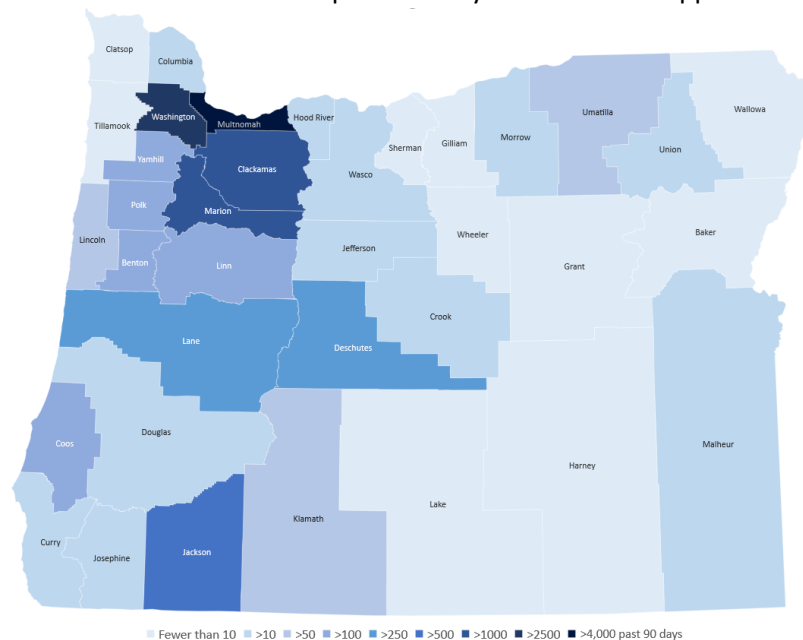 Clatsop
Columbia
Washington
Multnomah
Hood River
Tillamook
Yamhill
Clackamas
Wasco
Sherman
Gilliam
Morrow
Umatilla
Union
Wallowa
Polk
Marion
Lincoln
Benton
Linn
Jefferson
Wheeler
Grant
Baker
Lane
Deschutes
Crook
Coos
Douglas
Malheur
Harney
Lake
Klamath
Curry
Josephine
Jackson
Fewer than 10 >10 >50 >100 >250 >500 >1000 >2500 >4,000 past 90 days